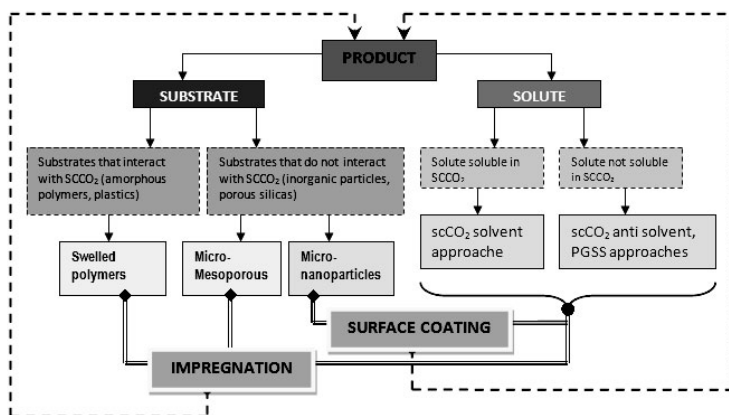 PRODUCT
SUBSTRATE
SOLUTE
Substrates that interact
with SCCO₂ (amorphous
polymers, plastics)
Substrates that do not interact
with SCCO₂ (inorganic particles,
porous silicas)
Solute soluble in
SCCO₂
Solute not soluble
in SCCO₂
Swelled
polymers
Micro-
Mesoporous
Micro-
nanoparticles
scCO₂ solvent
approache
scCO₂ anti solvent,
PGSS approaches
SURFACE COATING
IMPREGNATION